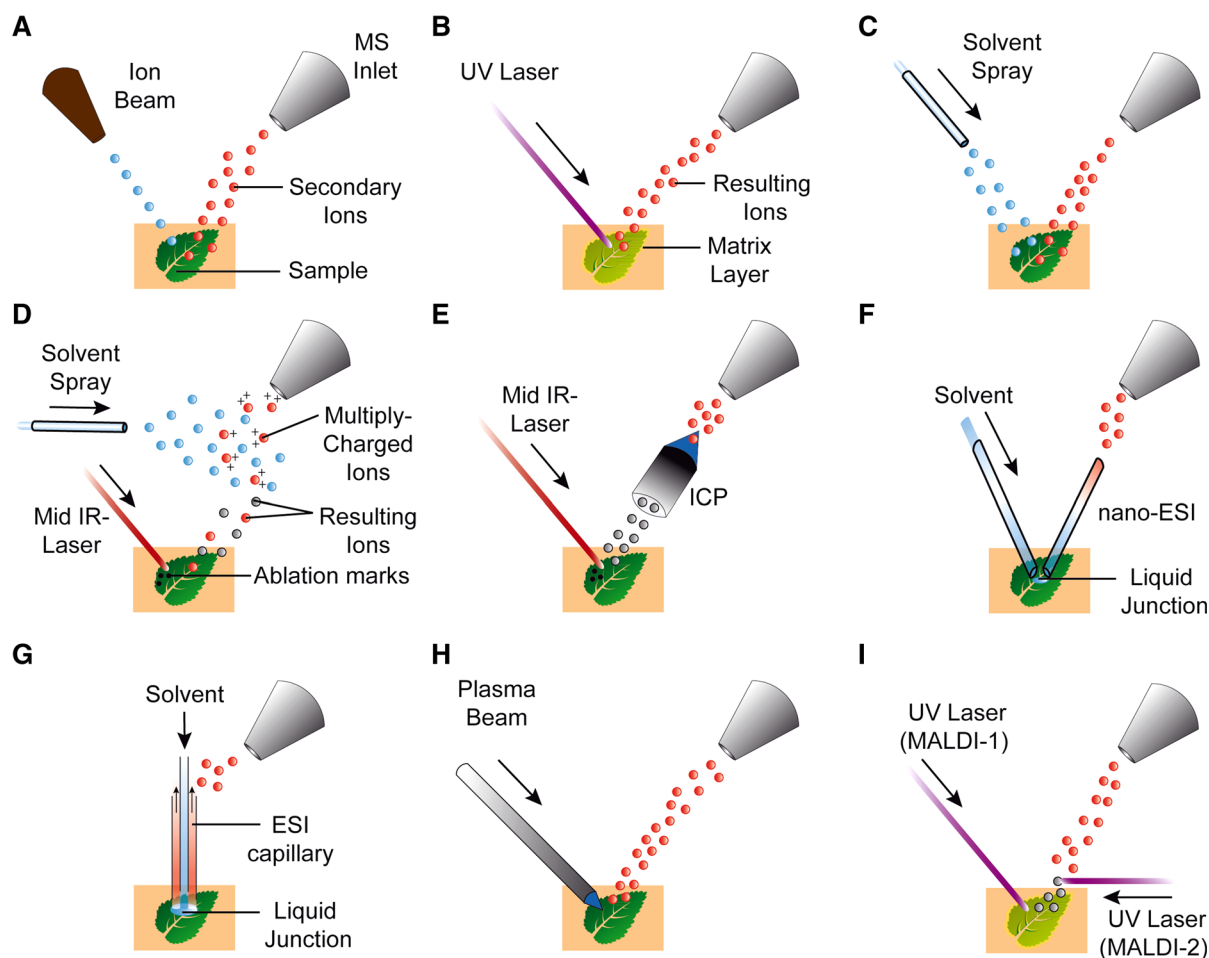 A
Ion
Beam
MS
Inlet
Secondary
Ions
Sample
B
UV Laser
Resulting
Ions
Matrix
Layer
C
Solvent
Spray
D
Solvent
Spray
+ +
+ +
+
+
+
+
+
+
Multiply-
Charged
Ions
Mid IR-
Laser
Resulting
Ions
Ablation marks
E
Mid IR-
Laser
ICP
F
Solvent
nano-ESI
Liquid
Junction
G
Solvent
ESI
capillary
Liquid
Junction
H
Plasma
Beam
I
UV Laser
(MALDI-1)
UV Laser
(MALDI-2)